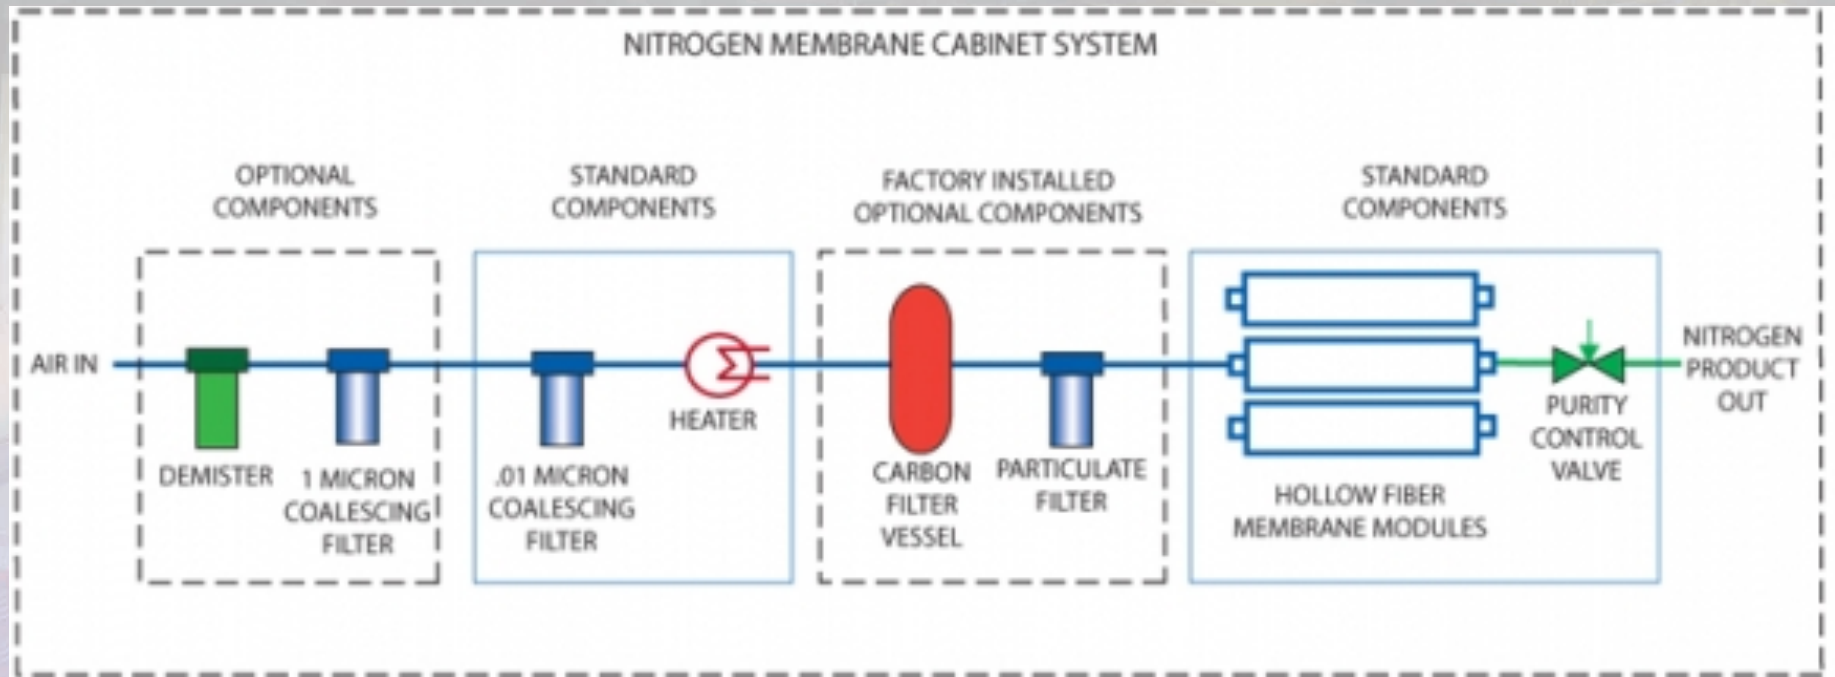 NITROGEN MEMBRANE CABINET SYSTEM
OPTIONAL
COMPONENTS
STANDARD
COMPONENTS
FACTORY INSTALLED
OPTIONAL COMPONENTS
STANDARD
COMPONENTS
AIR IN
DEMISTER
1 MICRON
COALESCING
FILTER
.01 MICRON
COALESCING
FILTER
HEATER
CARBON
FILTER
VESSEL
PARTICULATE
FILTER
HOLLOW FIBER
MEMBRANE MODULES
PURITY
CONTROL
VALVE
NITROGEN
PRODUCT
OUT